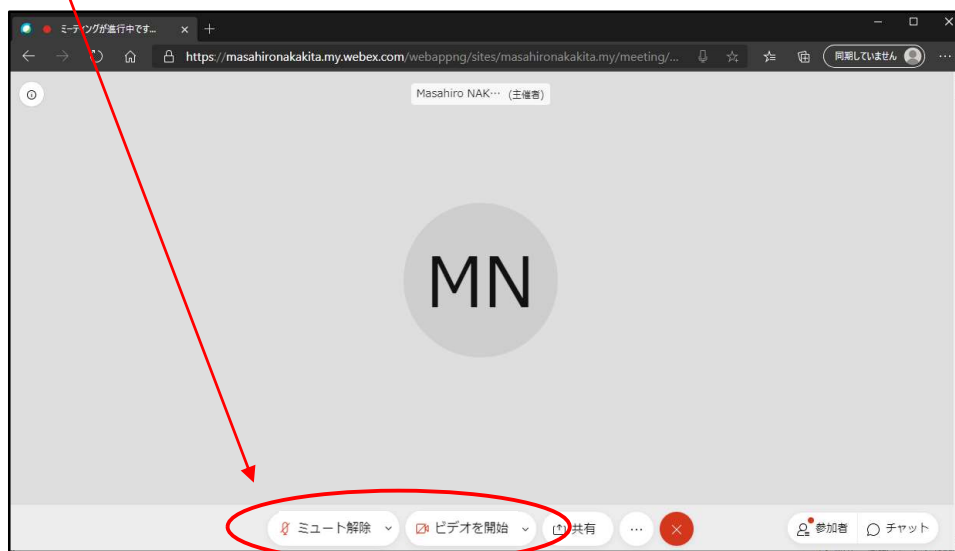 ミーティングが進行中です…
https://masahironakakita.my.webex.com/webappng/sites/masahironakakita.my/meeting/...
同期していません
Masahiro NAK… (主催者)
MN
ミュート解除
ビデオを開始
共有
参加者
チャット